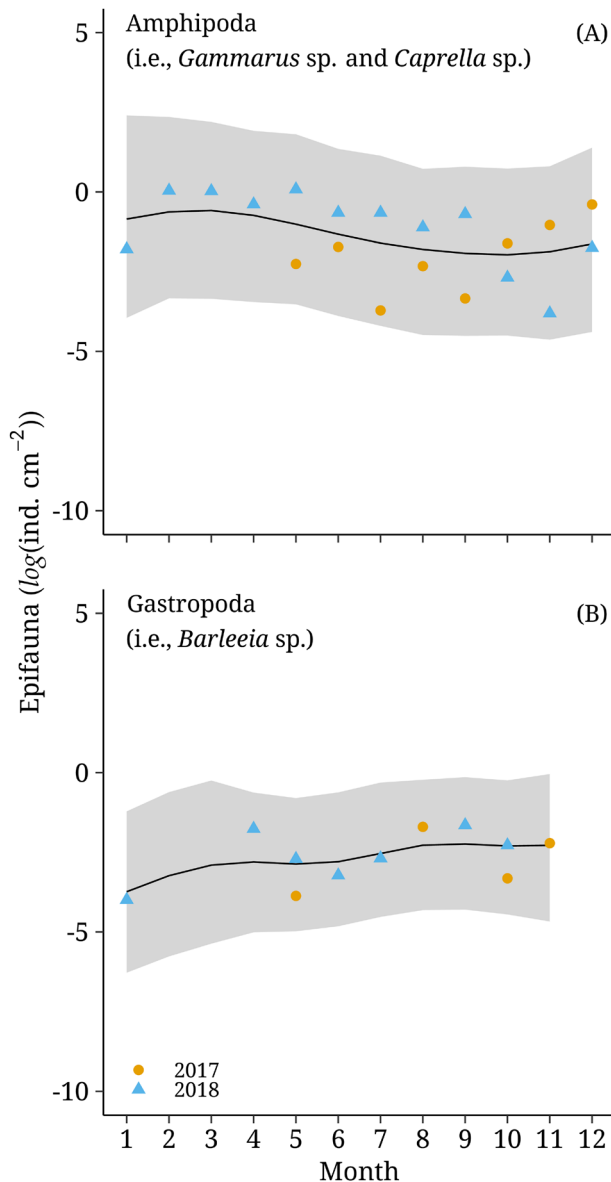 Amphipoda
(A)
(i.e., Gammarus sp. and Caprella sp.)
5
0
-5
-10
Epifauna (log(ind. cm⁻²))
Gastropoda
(B)
(i.e., Barleeia sp.)
5
0
-5
-10
2017
2018
1 2 3 4 5 6 7 8 9 10 11 12
Month